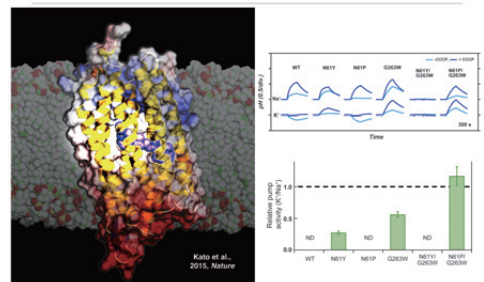 Kato et al.,
2015, Nature
-CCCP, + CCCP
WT N61Y N61P G263W N61Y/ G263W N61P/ G263W
pH (0.5/div.)
Na⁺
K⁺
200 s
Time
Relative pump
activity (K⁺/Na⁺)
1.0
0.5
0.0
ND ND ND
WT N61Y N61P G263W N61Y/ G263W N61P/ G263W